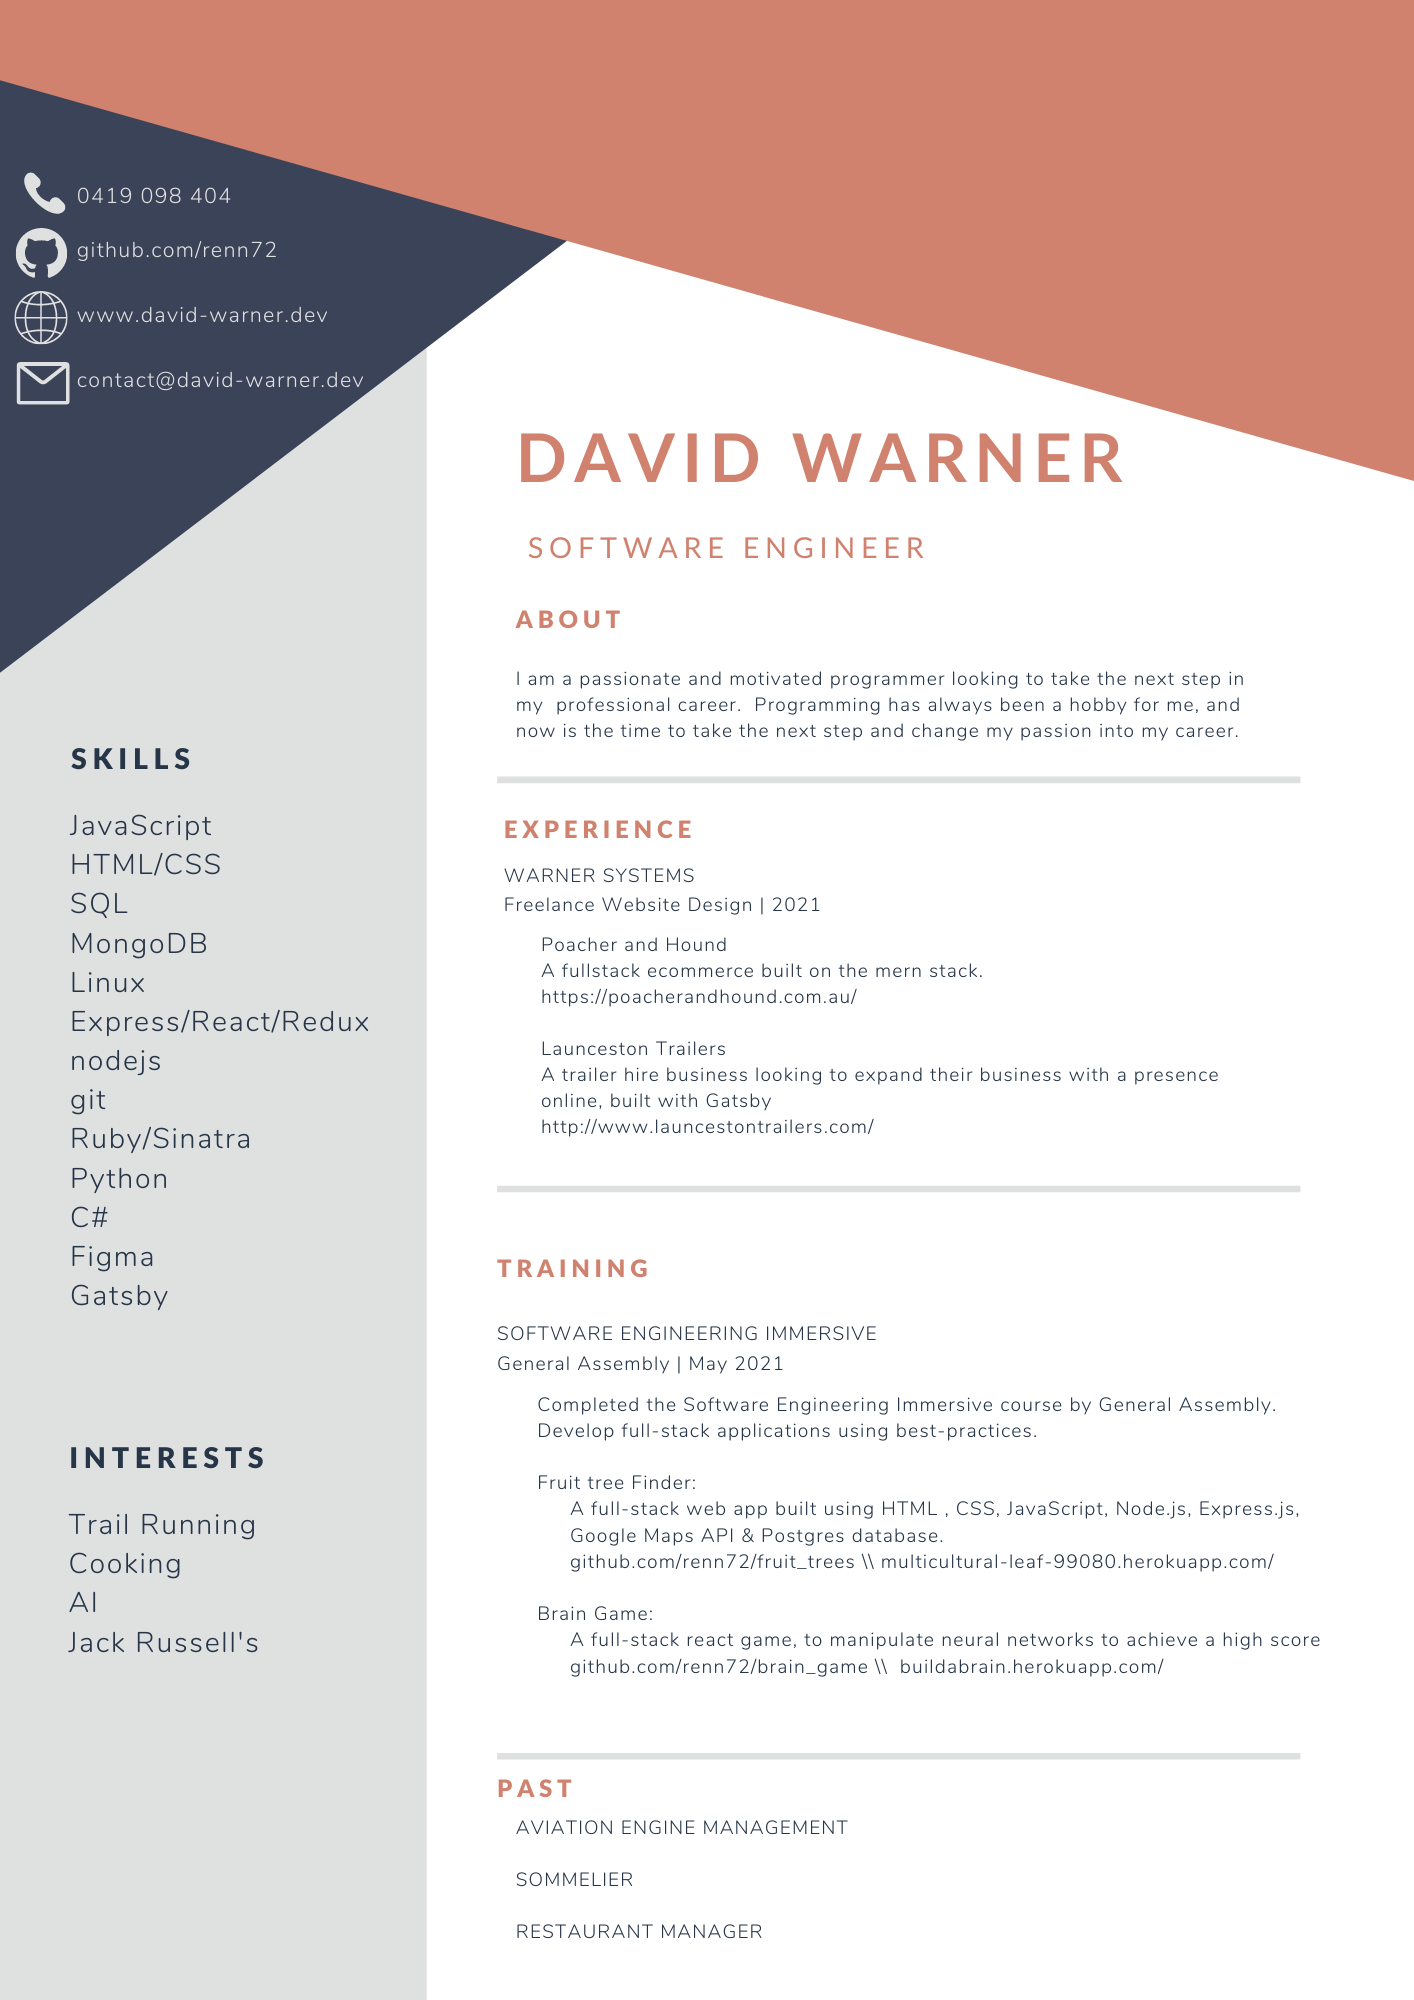 0419 098 404
github.com/renn72
www.david-warner.dev
contact@david-warner.dev
DAVID WARNER
SOFTWARE ENGINEER
ABOUT
I am a passionate and motivated programmer looking to take the next step in
my  professional career.  Programming has always been a hobby for me, and
now is the time to take the next step and change my passion into my career.
SKILLS
JavaScript
HTML/CSS
SQL
MongoDB
Linux
Express/React/Redux
nodejs
git
Ruby/Sinatra
Python
C#
Figma
Gatsby
INTERESTS
Trail Running
Cooking
AI
Jack Russell's
EXPERIENCE
WARNER SYSTEMS
Freelance Website Design | 2021
Poacher and Hound
A fullstack ecommerce built on the mern stack.
https://poacherandhound.com.au/
Launceston Trailers
A trailer hire business looking to expand their business with a presence
online, built with Gatsby
http://www.launcestontrailers.com/
TRAINING
SOFTWARE ENGINEERING IMMERSIVE
General Assembly | May 2021
Completed the Software Engineering Immersive course by General Assembly.
Develop full-stack applications using best-practices.
Fruit tree Finder:
A full-stack web app built using HTML , CSS, JavaScript, Node.js, Express.js,
Google Maps API & Postgres database.
github.com/renn72/fruit_trees \\ multicultural-leaf-99080.herokuapp.com/
Brain Game:
A full-stack react game, to manipulate neural networks to achieve a high score
github.com/renn72/brain_game \\  buildabrain.herokuapp.com/
PAST
AVIATION ENGINE MANAGEMENT
SOMMELIER
RESTAURANT MANAGER